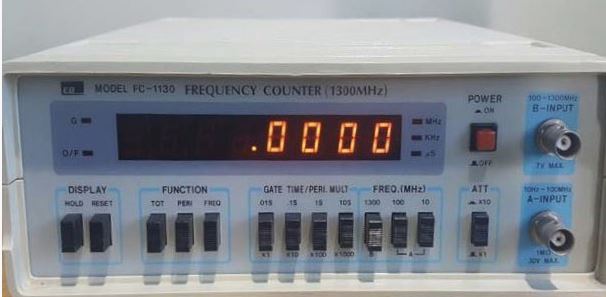 MODEL FC-1130 FREQUENCY COUNTER (1300MHz)
POWER
ON
OFF
100-1300MHz
B-INPUT
7V MAX.
G
O/F
.0000
MHz
KHz
µS
DISPLAY
HOLD RESET
FUNCTION
TOT PERI FREQ
GATE TIME/PERI. MULT
.01S .1S 1S 10S
X1 X10 X100 X1000
FREQ.(MHz)
1300 100 10
B A
ATT
X10
X1
10Hz-100MHz
A-INPUT
1MΩ
30V MAX.